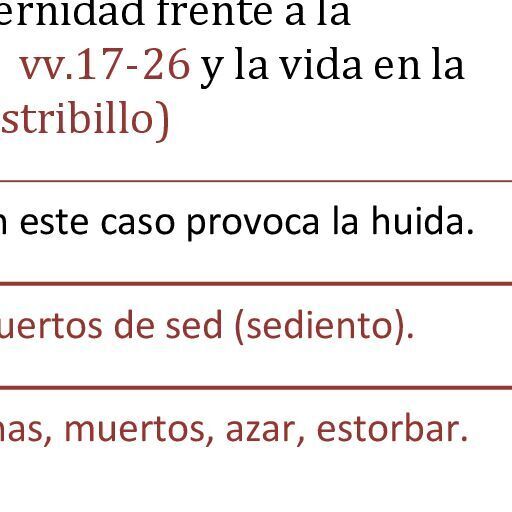 ernidad frente a la
vv.17-26 y la vida en la
stribillo)
n este caso provoca la huida.
uertos de sed (sediento).
nas, muertos, azar, estorbar.